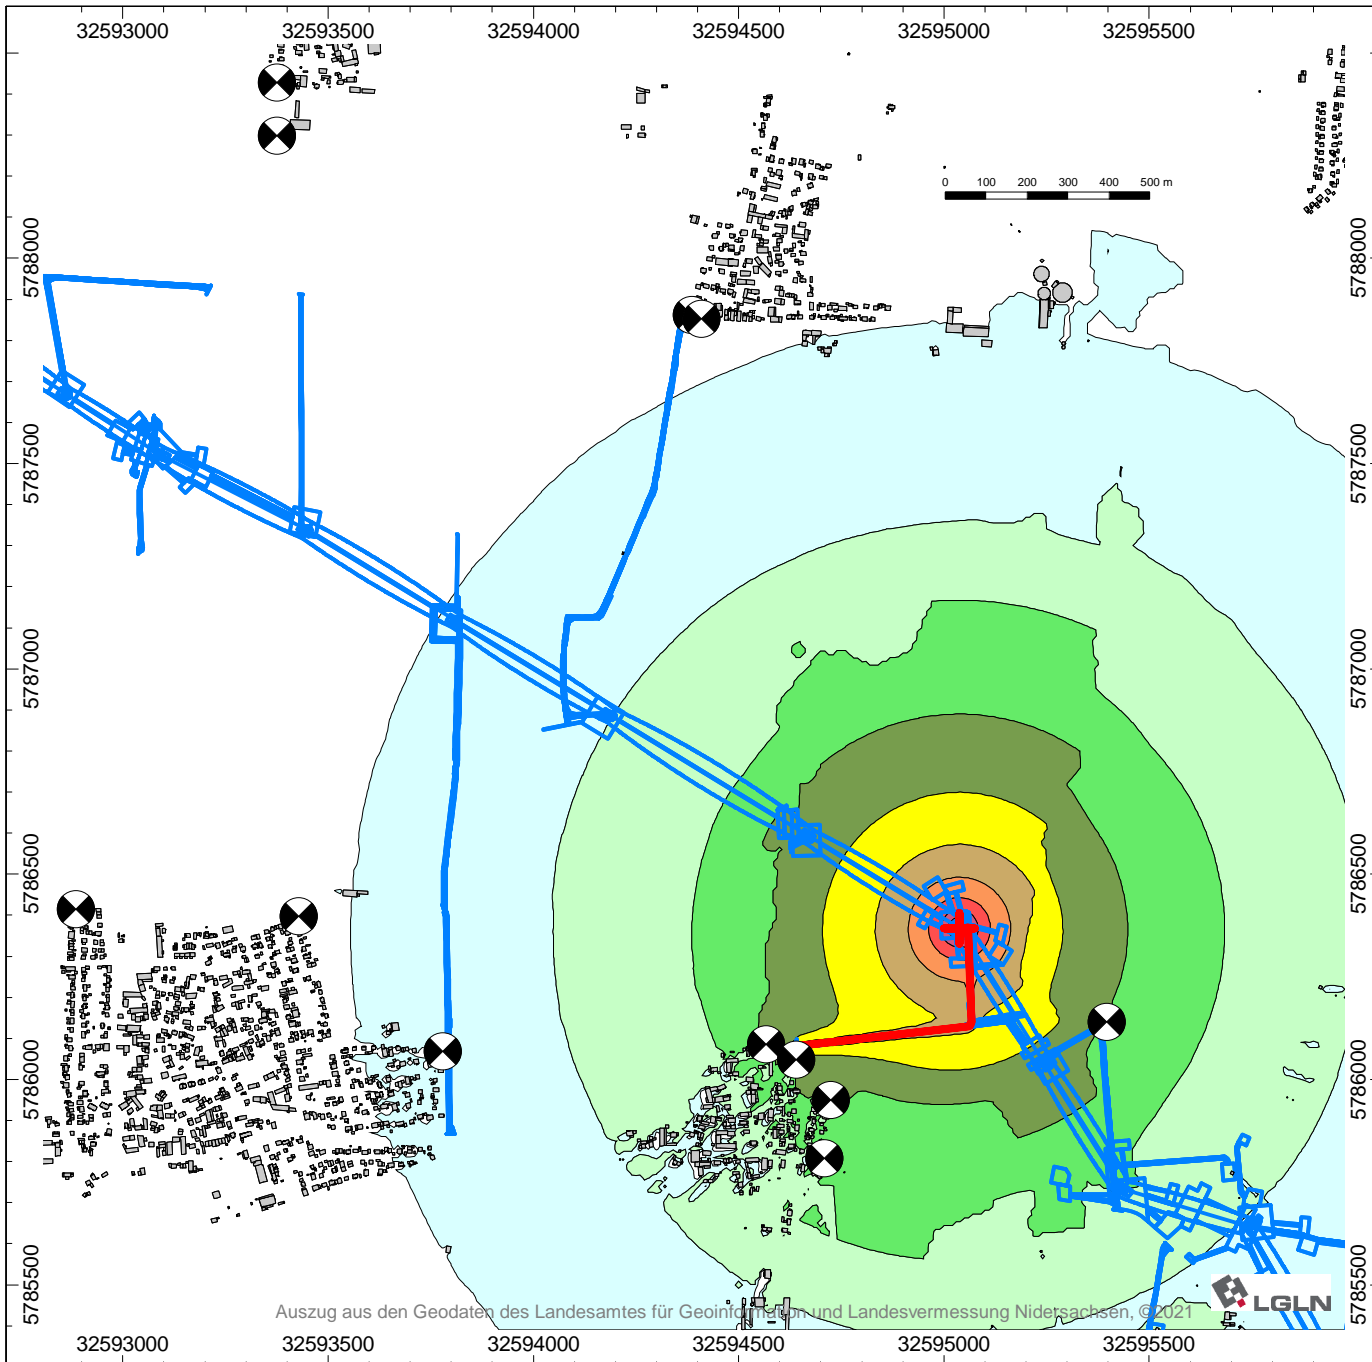 32593000 32593500 32594000 32594500 32595000 32595500
0 100 200 300 400 500 m
5788000 5788000
5787500 5787500
5787000 5787000
5786500 5786500
5786000 5786000
5785500 5785500
Auszug aus den Geodaten des Landesamtes für Geoinformation und Landesvermessung Nidersachsen, ©2021
LGLN
32593000 32593500 32594000 32594500 32595000 32595500